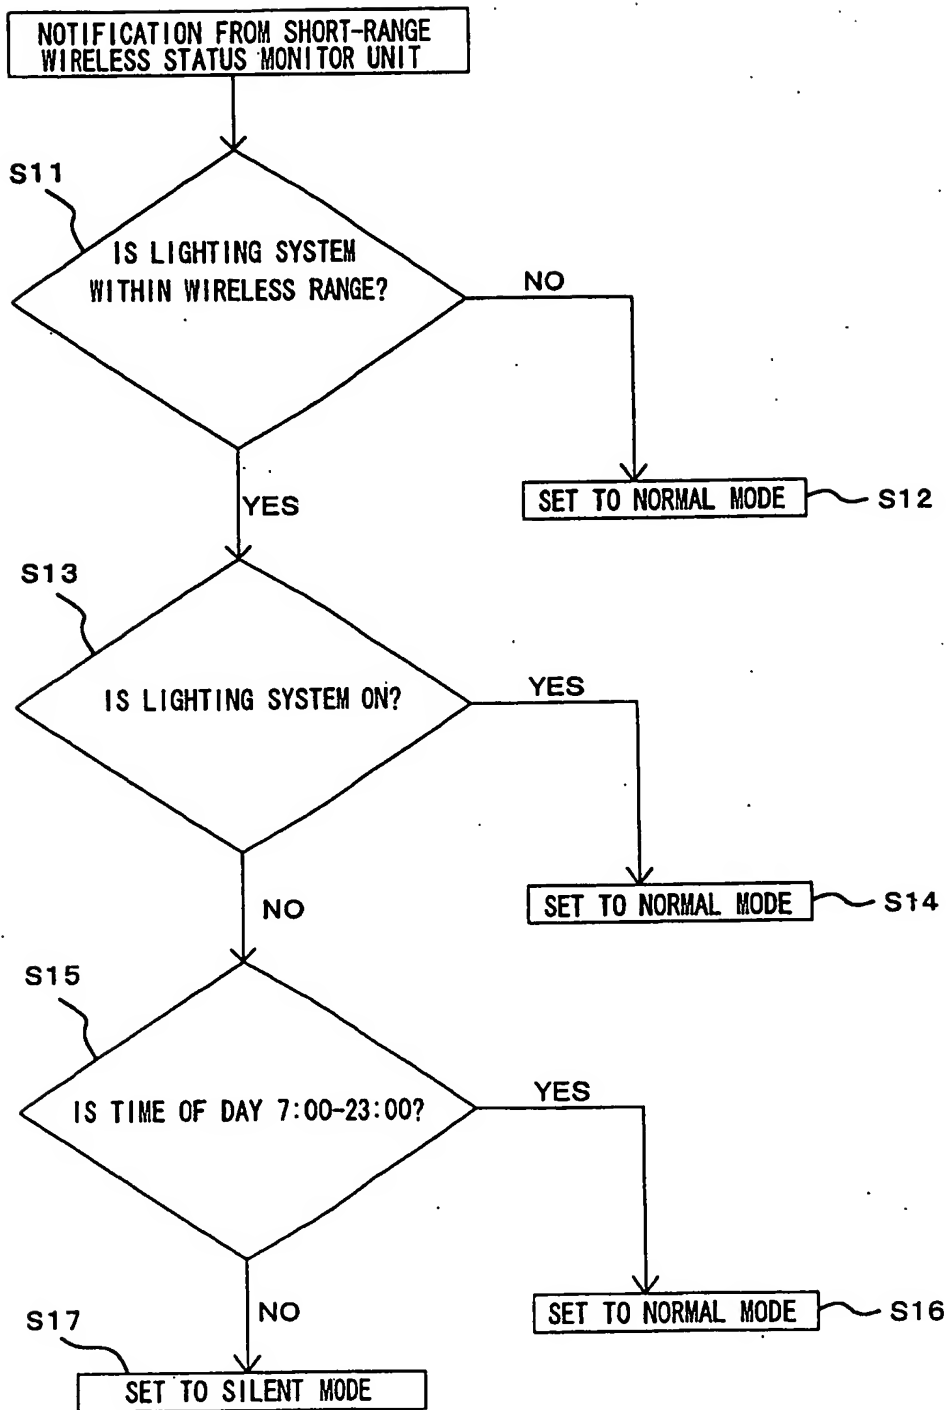 NOTIFICATION FROM SHORT-RANGE
WIRELESS STATUS MONITOR UNIT
S11
IS LIGHTING SYSTEM
WITHIN WIRELESS RANGE?
NO
SET TO NORMAL MODE
S12
YES
S13
IS LIGHTING SYSTEM ON?
YES
SET TO NORMAL MODE
S14
NO
S15
IS TIME OF DAY 7:00-23:00?
YES
SET TO NORMAL MODE
S16
NO
S17
SET TO SILENT MODE